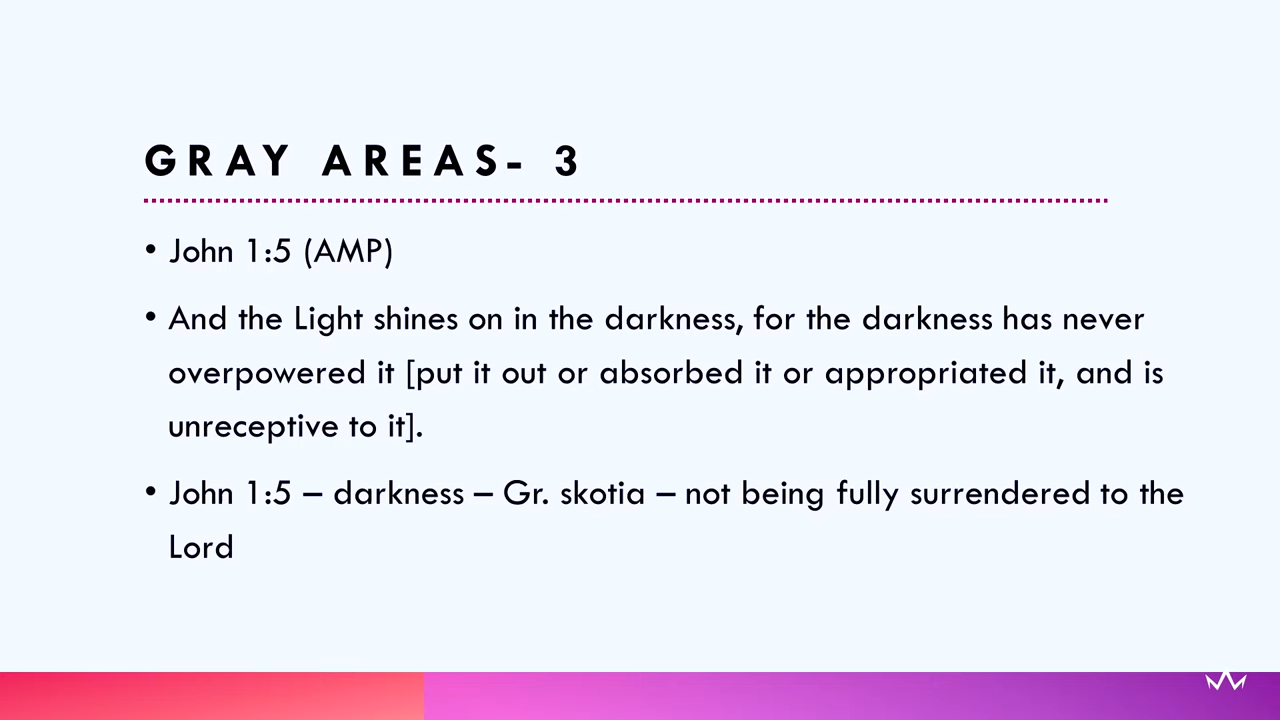 GRAY AREAS- 3
• John 1:5 (AMP)
• And the Light shines on in the darkness, for the darkness has never
overpowered it [put it out or absorbed it or appropriated it, and is
unreceptive to it].
• John 1:5 – darkness – Gr. skotia – not being fully surrendered to the
Lord